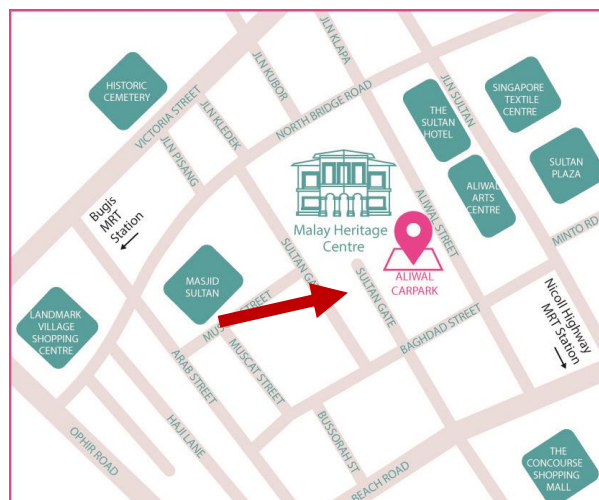 JLN KLAPA
JLN KUBOR
HISTORIC
CEMETERY
VICTORIA STREET
JLN KLEDEK
NORTH BRIDGE ROAD
JLN SULTAN
SINGAPORE
TEXTILE
CENTRE
THE
SULTAN
HOTEL
JLN PISANG
SULTAN
PLAZA
ALIWAL
ARTS
CENTRE
ALIWAL STREET
Bugis
MRT
Station
Malay Heritage
Centre
MINTO RD
ALIWAL
CARPARK
MASJID
SULTAN
SULTAN
SULTAN GATE
Nicoll Highway
MRT Station
LANDMARK
VILLAGE
SHOPPING
CENTRE
STREET
BAGHDAD STREET
ARAB STREET
MUSCAT STREET
HAJI LANE
BUSSORAH ST
OPHIR ROAD
BEACH ROAD
THE
CONCOURSE
SHOPPING
MALL